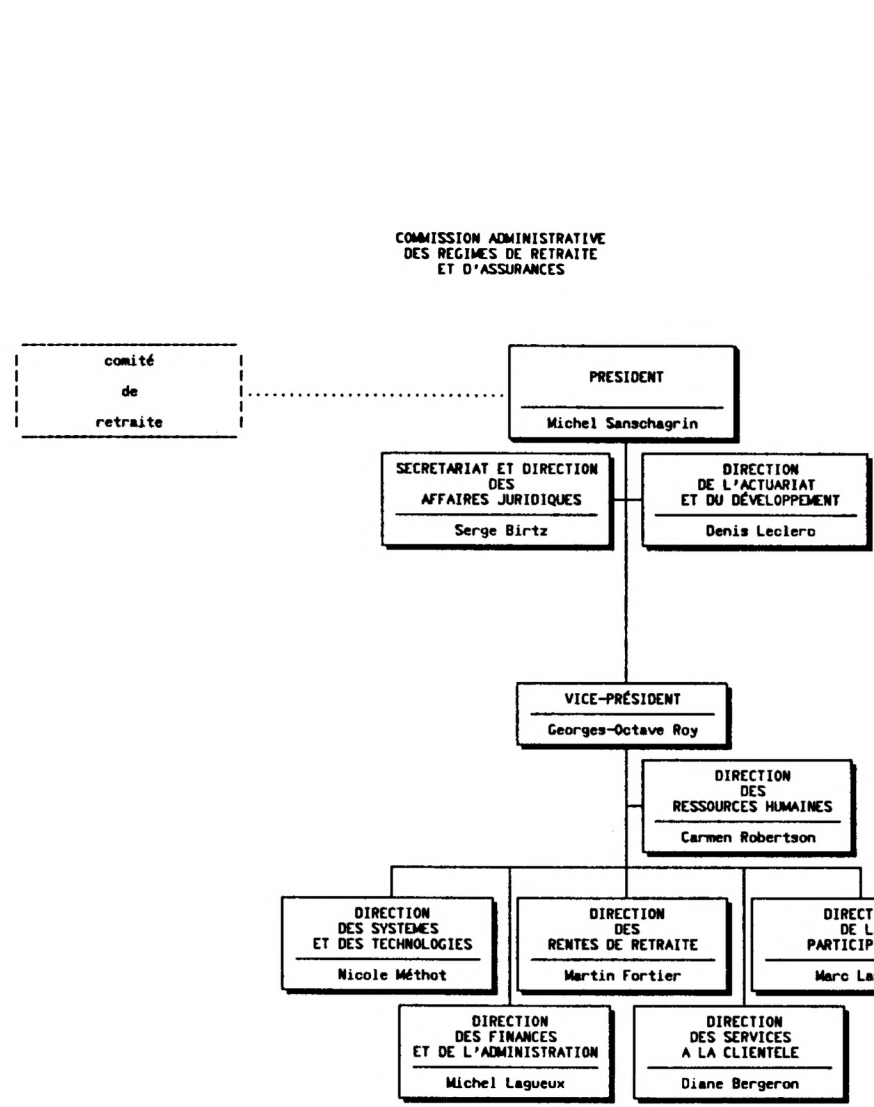 COMMISSION ADMINISTRATIVE
DES REGIMES DE RETRAITE
ET D'ASSURANCES
comité
de
retraite
PRESIDENT
Michel Sanschagrin
SECRETARIAT ET DIRECTION
DES
AFFAIRES JURIDIQUES
Serge Birtz
DIRECTION
DE L'ACTUARIAT
ET DU DÉVELOPPEMENT
Denis Leclerc
VICE-PRÉSIDENT
Georges-Octave Roy
DIRECTION
DES
RESSOURCES HUMAINES
Carmen Robertson
DIRECTION
DES SYSTEMES
ET DES TECHNOLOGIES
Nicole Méthot
DIRECTION
DES
RENTES DE RETRAITE
Martin Fortier
DE
Marc
DIRECTION
DES FINANCES
ET DE L'ADMINISTRATION
Michel Lagueux
DIRECTION
DES SERVICES
A LA CLIENTELE
Diane Bergeron